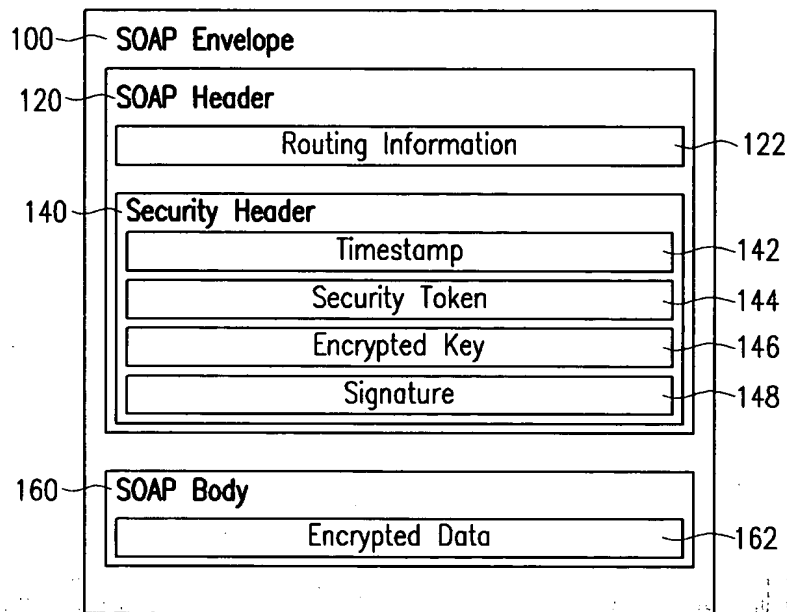 100 SOAP Envelope
120 SOAP Header
Routing Information 122
140 Security Header
Timestamp 142
Security Token 144
Encrypted Key 146
Signature 148
160 SOAP Body
Encrypted Data 162